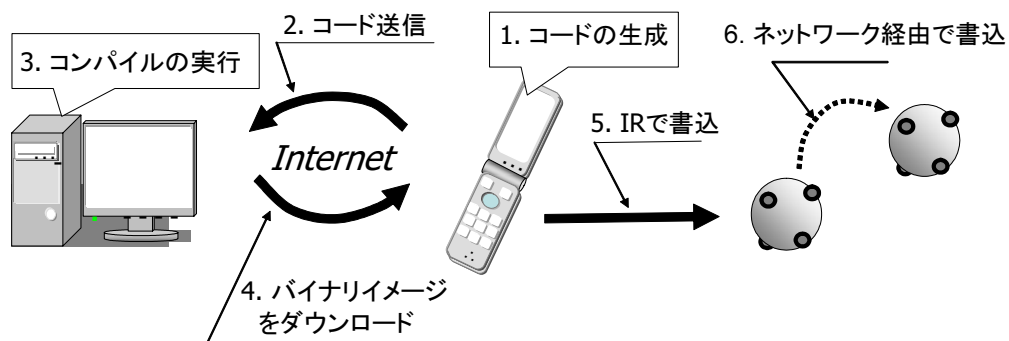 2. コード送信
1. コードの生成
6. ネットワーク経由で書込
3. コンパイルの実行
5. IRで書込
Internet
4. バイナリイメージ
をダウンロード